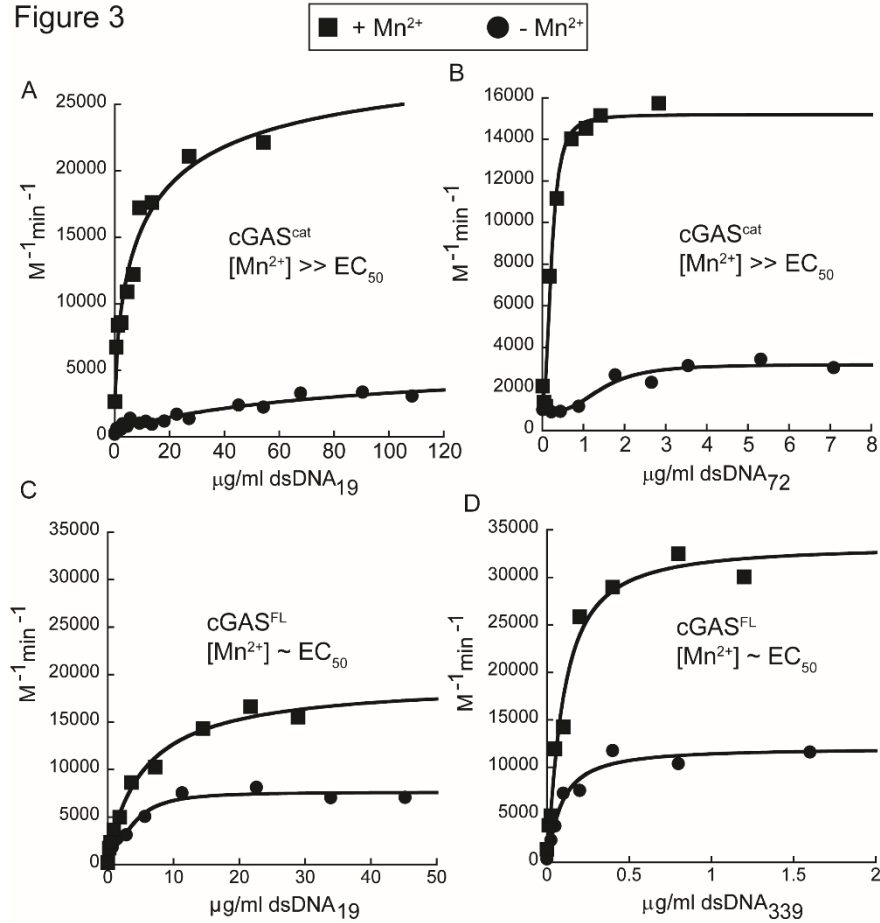 Figure 3
■ + Mn²⁺ ● - Mn²⁺
A
25000
20000
15000
10000
5000
0
M⁻¹min⁻¹
cGASᶜᵃᵗ
[Mn²⁺] >> EC₅₀
0 20 40 60 80 100 120
μg/ml dsDNA₁₉
B
16000
14000
12000
10000
8000
6000
4000
2000
0
M⁻¹min⁻¹
cGASᶜᵃᵗ
[Mn²⁺] >> EC₅₀
0 1 2 3 4 5 6 7 8
μg/ml dsDNA₇₂
C
35000
30000
25000
20000
15000
10000
5000
0
M⁻¹min⁻¹
cGASFL
[Mn²⁺] ~ EC₅₀
0 10 20 30 40 50
μg/ml dsDNA₁₉
D
35000
30000
25000
20000
15000
10000
5000
0
M⁻¹min⁻¹
cGASFL
[Mn²⁺] ~ EC₅₀
0 0.5 1 1.5 2
μg/ml dsDNA₃₃₉